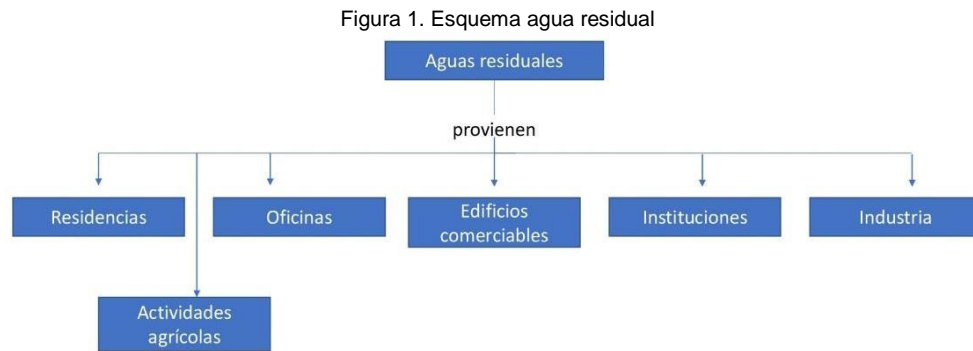 Figura 1. Esquema agua residual
Aguas residuales
provienen
Residencias
Oficinas
Edificios
comerciables
Instituciones
Industria
Actividades
agrícolas